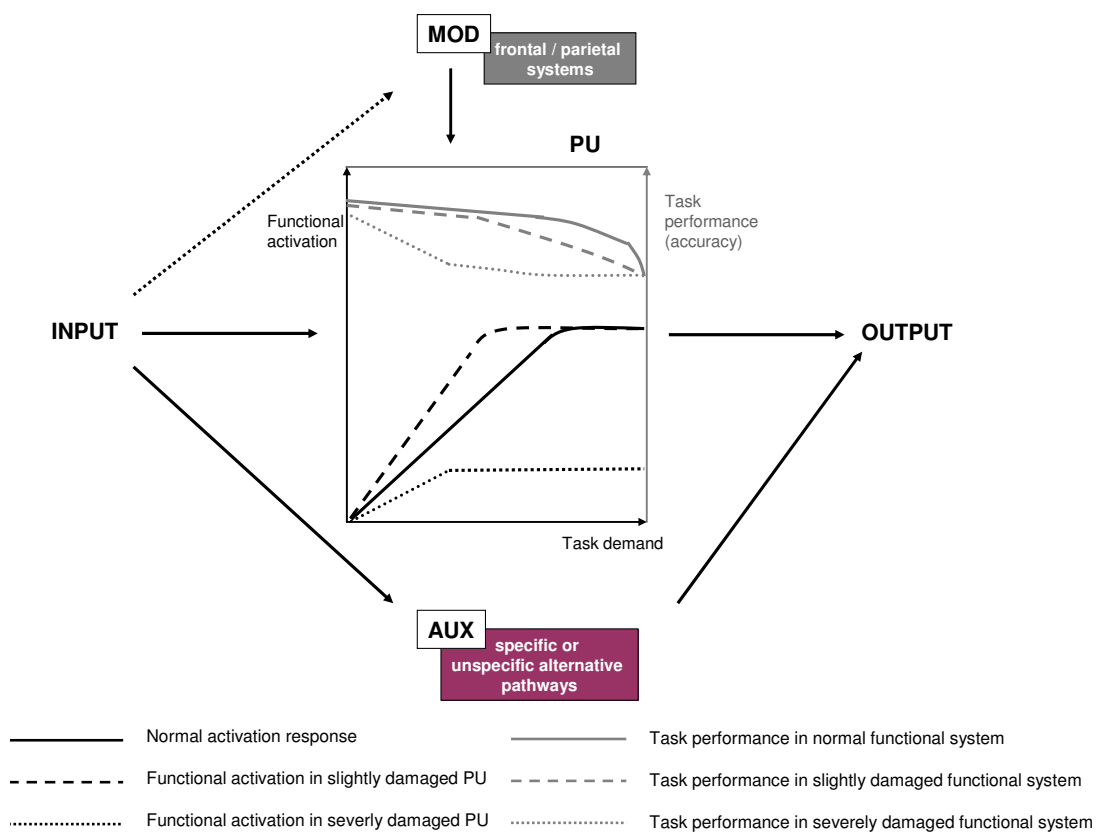 MOD
frontal / parietal
systems
PU
Functional
activation
Task
performance
(accuracy)
INPUT
OUTPUT
Task demand
AUX
specific or
unspecific alternative
pathways
Normal activation response
Task performance in normal functional system
Functional activation in slightly damaged PU
Task performance in slightly damaged functional system
Functional activation in severly damaged PU
Task performance in severely damaged functional system